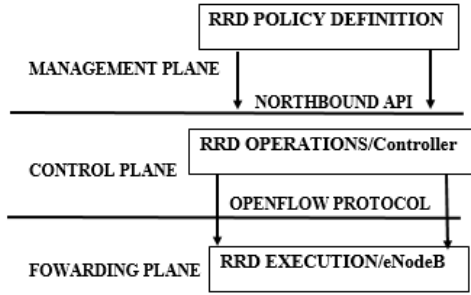 RRD POLICY DEFINITION
MANAGEMENT PLANE
NORTHBOUND API
RRD OPERATIONS/Controller
CONTROL PLANE
OPENFLOW PROTOCOL
RRD EXECUTION/eNodeB
FOWARDING PLANE